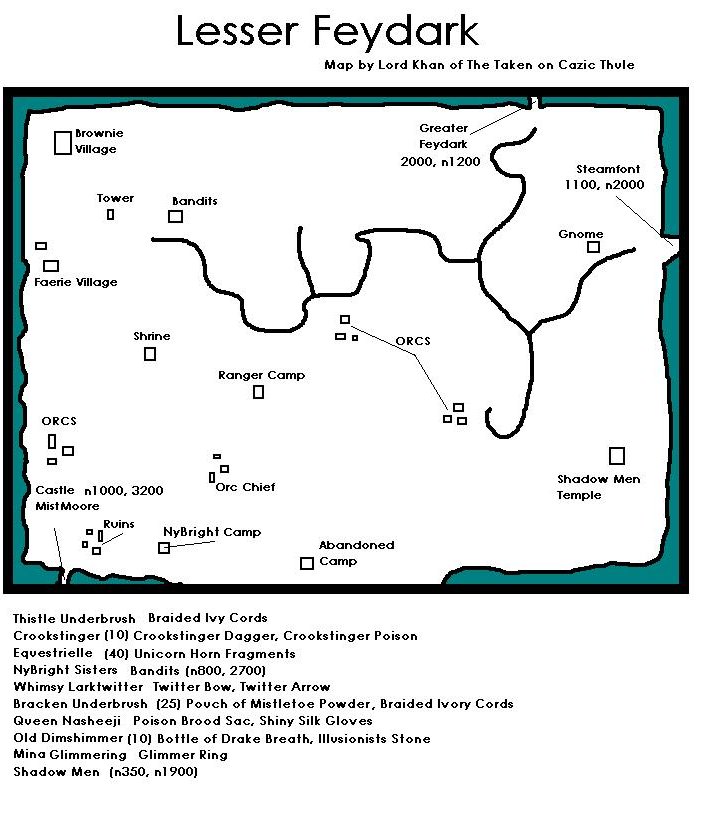 Lesser Feydark
Map by Lord Khan of The Taken on Cazic Thule
Brownie
Village
Greater
Feydark
2000, n1200
Steamfont
1100, n2000
Tower
Bandits
Gnome
Faerie Village
Shrine
ORCS
Ranger Camp
ORCS
Shadow Men
Temple
Orc Chief
Castle n1000, 3200
MistMoore
Ruins
NyBright Camp
Abandoned
Camp
Thistle Underbrush Braided Ivy Cords
Crookstinger (10) Crookstinger Dagger, Crookstinger Poison
Equestrielle (40) Unicorn Horn Fragments
NyBright Sisters Bandits (n800, 2700)
Whimsy Larktwitter Twitter Bow, Twitter Arrow
Bracken Underbrush (25) Pouch of Mistletoe Powder, Braided Ivory Cords
Queen Nasheeji Poison Brood Sac, Shiny Silk Gloves
Old Dimshimmer (10) Bottle of Drake Breath, Illusionists Stone
Mina Glimmering Glimmer Ring
Shadow Men (n350, n1900)